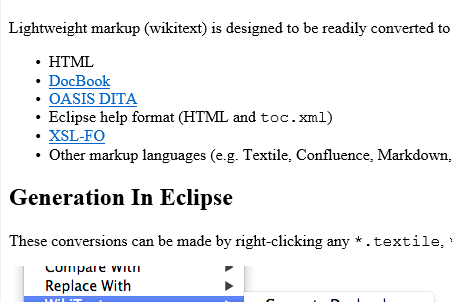 Lightweight markup (wikitext) is designed to be readily converted to
• HTML
• DocBook
• OASIS DITA
• Eclipse help format (HTML and toc.xml)
• XSL-FO
• Other markup languages (e.g. Textile, Confluence, Markdown,
Generation In Eclipse
These conversions can be made by right-clicking any *.textile, *
Compare With
Replace With